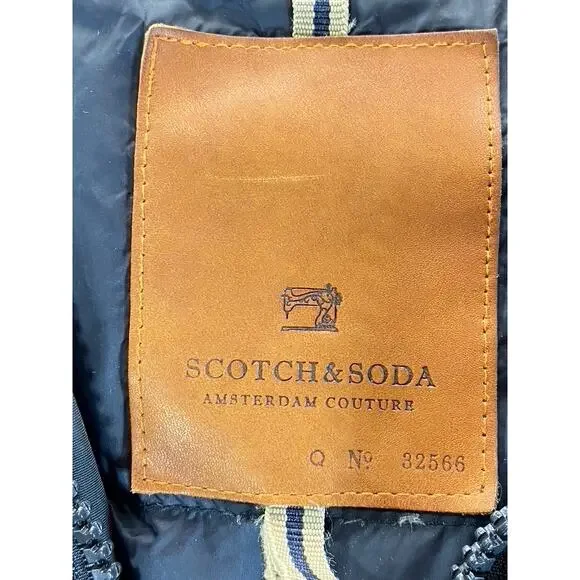 SCOTCH&SODA
AMSTERDAM COUTURE
Q Nº 32566